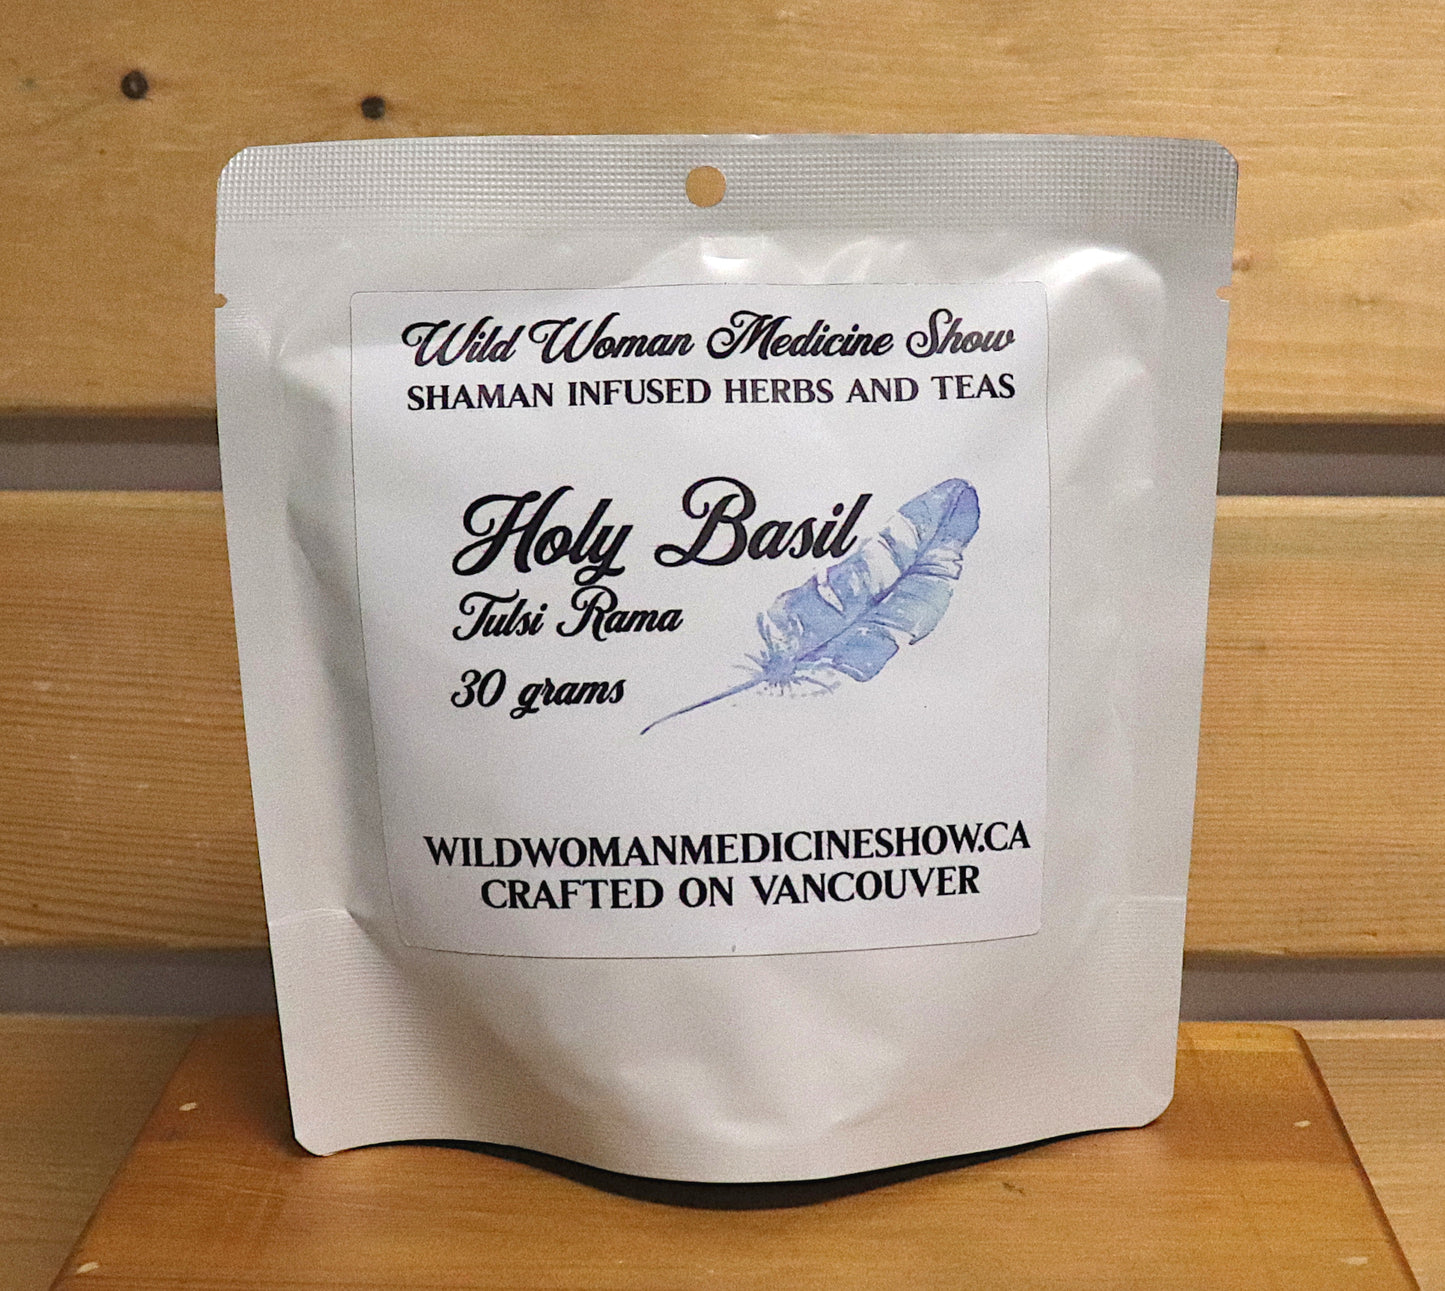 Wild Woman Medicine Show
SHAMAN INFUSED HERBS AND TEAS
Holy Basil
Tulsi Rama
30 grams
WILDWOMANMEDICINESHOW.CA
CRAFTED ON VANCOUVER